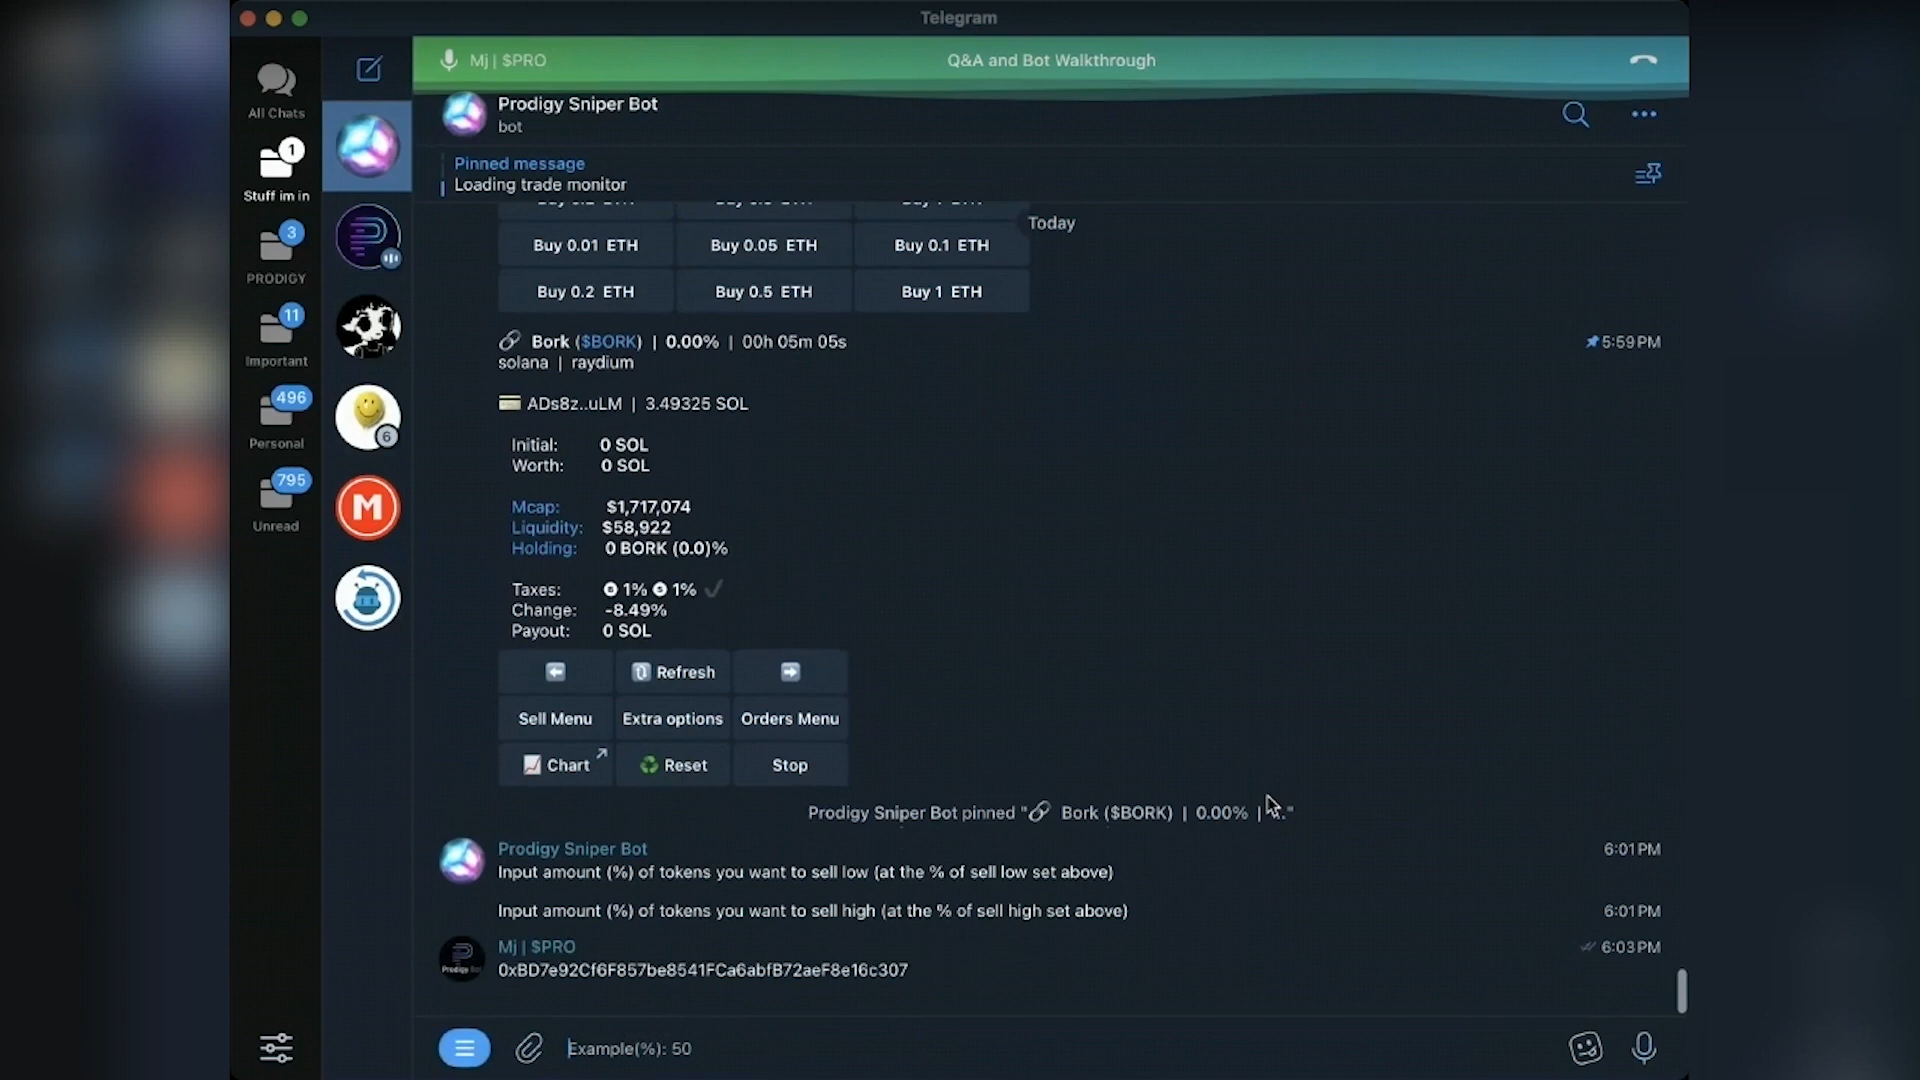 Telegram
Mj | $PRO
Q&A and Bot Walkthrough
All Chats
1
Stuff im in
3
PRODIGY
11
Important
496
Personal
795
Unread
6
M
Prodigy Sniper Bot
bot
Pinned message
Loading trade monitor
Today
Buy 0.01 ETH Buy 0.05 ETH Buy 0.1 ETH
Buy 0.2 ETH Buy 0.5 ETH Buy 1 ETH
Bork ($BORK) | 0.00% | 00h 05m 05s
5:59 PM
solana | raydium
ADs8z..uLM | 3.49325 SOL
Initial: 0 SOL
Worth: 0 SOL
Mcap: $1,717,074
Liquidity: $58,922
Holding: 0 BORK (0.0)%
Taxes: 1% 1%
Change: -8.49%
Payout: 0 SOL
Refresh
Sell Menu Extra options Orders Menu
Chart Reset Stop
Prodigy Sniper Bot pinned "Bork ($BORK) | 0.00% | ..."
Prodigy Sniper Bot
6:01 PM
Input amount (%) of tokens you want to sell low (at the % of sell low set above)
Input amount (%) of tokens you want to sell high (at the % of sell high set above)
6:01 PM
Mj | $PRO
6:03 PM
0xBD7e92Cf6F857be8541FCa6abfB72aeF8e16c307
Example(%): 50